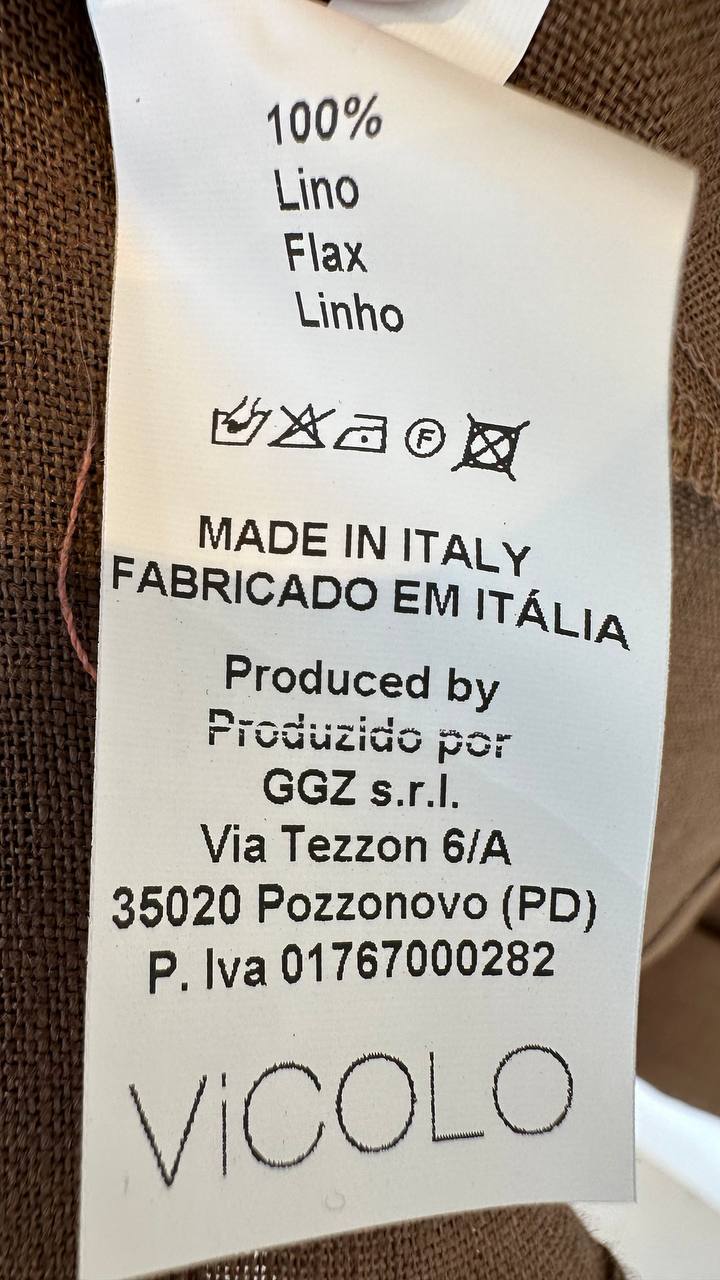 100%
Lino
Flax
Linho
F
MADE IN ITALY
FABRICADO EM ITÁLIA
Produced by
Produzido por
GGZ s.r.l.
Via Tezzon 6/A
35020 Pozzonovo (PD)
P. Iva 01767000282
ViCOLO